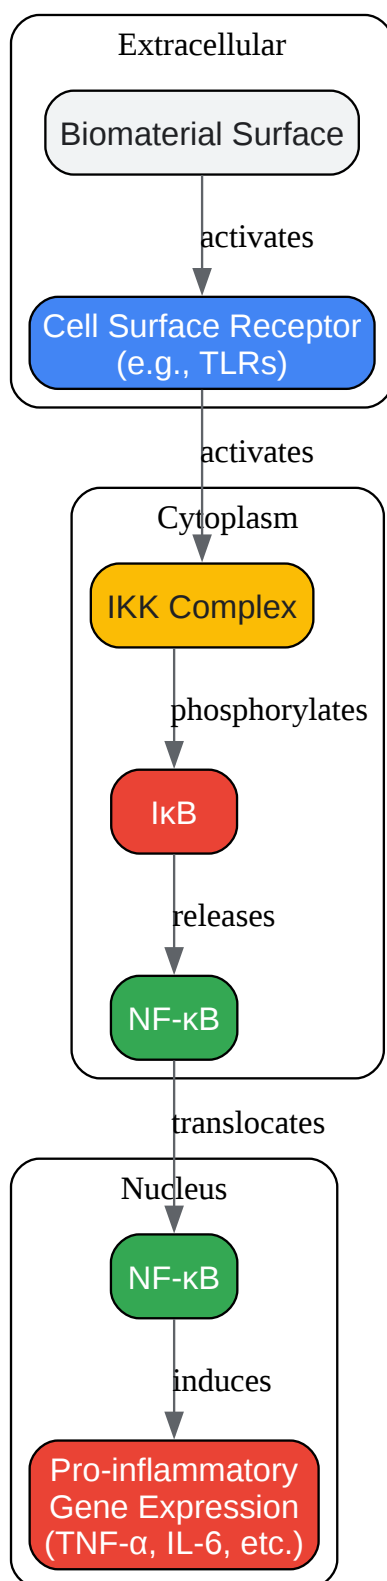 Extracellular
Biomaterial Surface
activates
Cell Surface Receptor
(e.g., TLRs)
activates
Cytoplasm
IKK Complex
phosphorylates
IκB
releases
NF-κB
translocates
Nucleus
NF-κB
induces
Pro-inflammatory
Gene Expression
(TNF-α, IL-6, etc.)